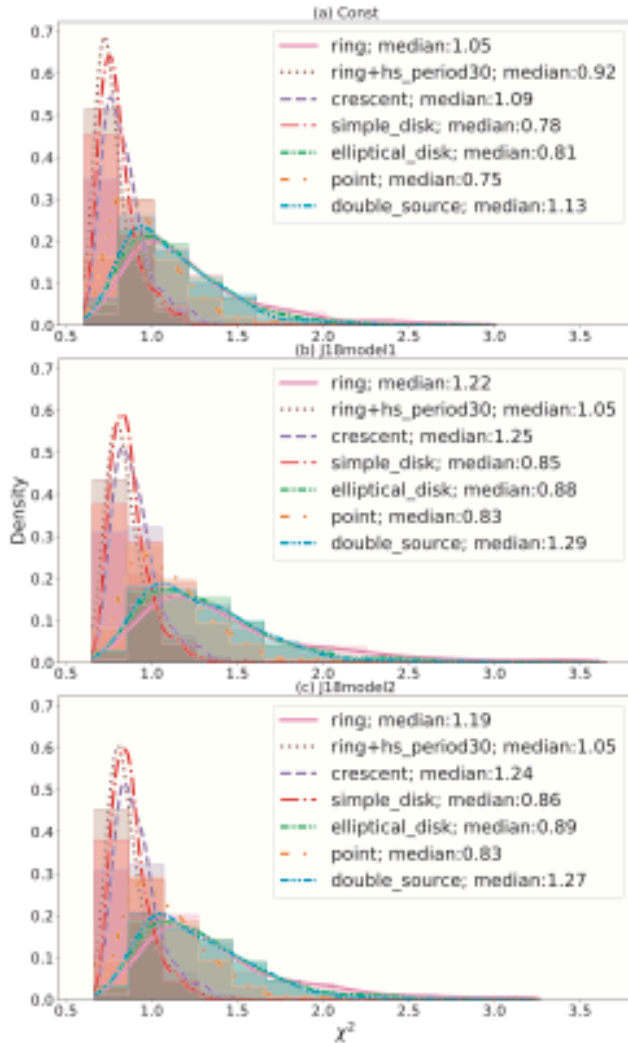 (a) Const
0.7
0.6
0.5
0.4
0.3
0.2
0.1
0.0
ring; median:1.05
ring+hs_period30; median:0.92
crescent; median:1.09
simple_disk; median:0.78
elliptical_disk; median:0.81
point; median:0.75
double_source; median:1.13
0.5 1.0 1.5 2.0 2.5 3.0 3.5
(b) J18model1
0.7
0.6
0.5
0.4
0.3
0.2
0.1
0.0
Density
ring; median:1.22
ring+hs_period30; median:1.05
crescent; median:1.25
simple_disk; median:0.85
elliptical_disk; median:0.88
point; median:0.83
double_source; median:1.29
0.5 1.0 1.5 2.0 2.5 3.0 3.5
(c) J18model2
0.7
0.6
0.5
0.4
0.3
0.2
0.1
0.0
ring; median:1.19
ring+hs_period30; median:1.05
crescent; median:1.24
simple_disk; median:0.86
elliptical_disk; median:0.89
point; median:0.83
double_source; median:1.27
0.5 1.0 1.5 2.0 2.5 3.0 3.5
χ²